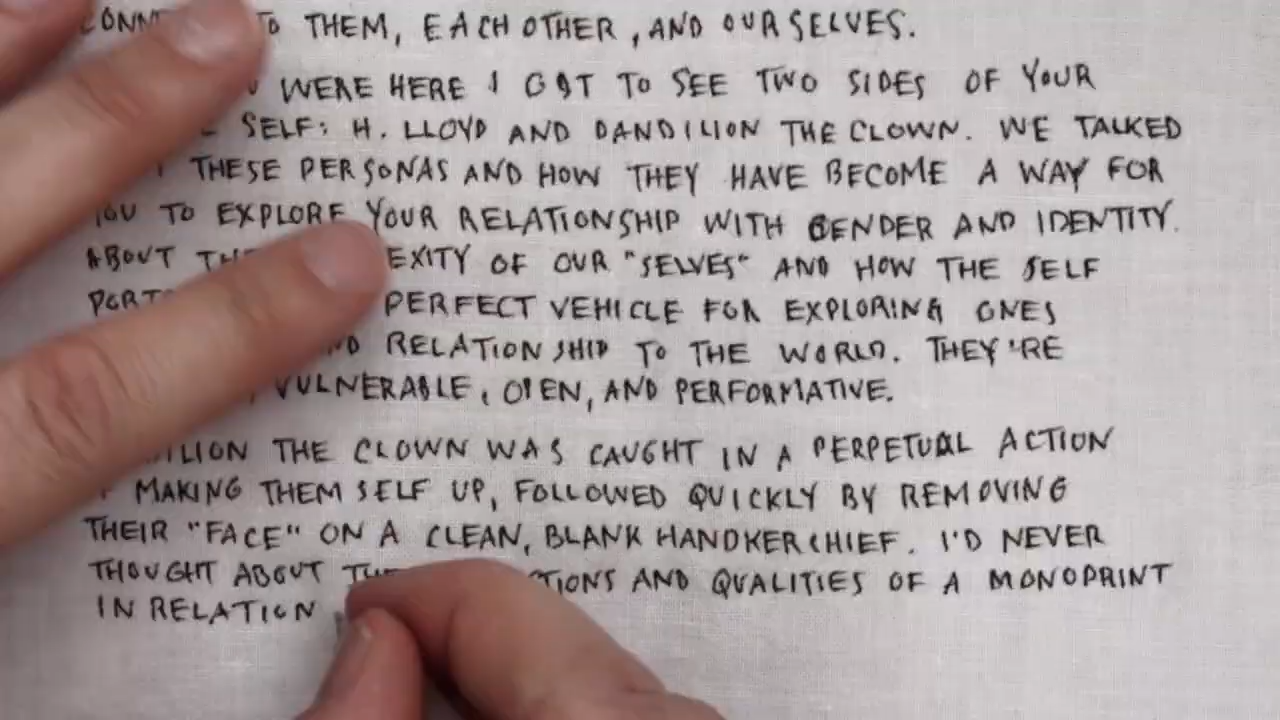 TO THEM, EACH OTHER, AND OURSELVES.
WERE HERE I GOT TO SEE TWO SIDES OF YOUR
SELF: H. LLOYD AND DANDILION THE CLOWN. WE TALKED
THESE PERSONAS AND HOW THEY HAVE BECOME A WAY FOR
YOU TO EXPLORE YOUR RELATIONSHIP WITH GENDER AND IDENTITY.
ABOUT OF OUR "SELVES" AND HOW THE SELF
PERFECT VEHICLE FOR EXPLORING ONES
RELATIONSHIP TO THE WORLD. THEY'RE
VULNERABLE, OPEN, AND PERFORMATIVE.
THE CLOWN WAS CAUGHT IN A PERPETUAL ACTION
MAKING THEMSELF UP, FOLLOWED QUICKLY BY REMOVING
THEIR "FACE" ON A CLEAN, BLANK HANDKERCHIEF. I'D NEVER
THOUGHT ABOUT AND QUALITIES OF A MONOPRINT
IN RELATION